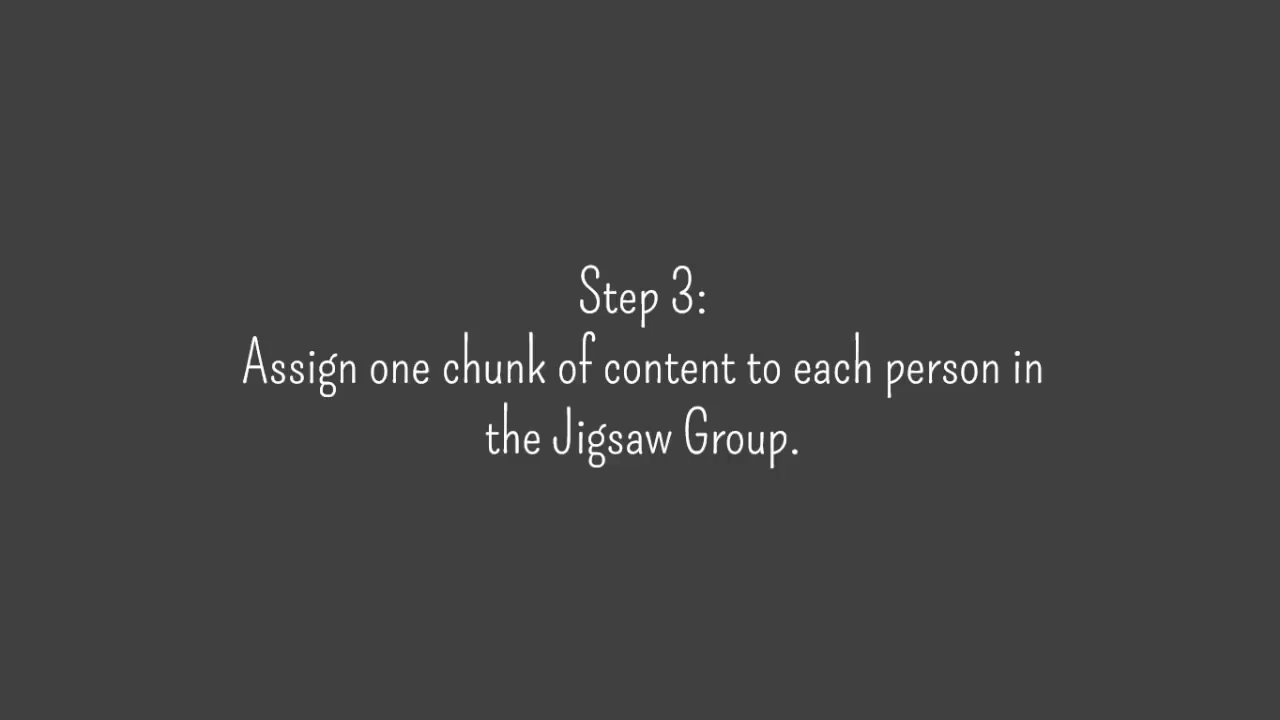 Step 3:
Assign one chunk of content to each person in
the Jigsaw Group.